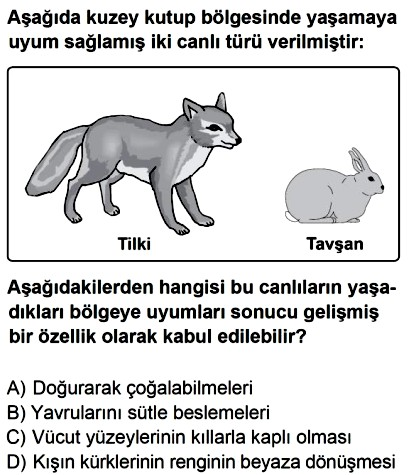 Aşağıda kuzey kutup bölgesinde yaşamaya
uyum sağlamış iki canlı türü verilmiştir:
Tilki
Tavşan
Aşağıdakilerden hangisi bu canlıların yaşa-
dıkları bölgeye uyumları sonucu gelişmiş
bir özellik olarak kabul edilebilir?
A) Doğurarak çoğalabilmeleri
B) Yavrularını sütle beslemeleri
C) Vücut yüzeylerinin kıllarla kaplı olması
D) Kışın kürklerinin renginin beyaza dönüşmesi